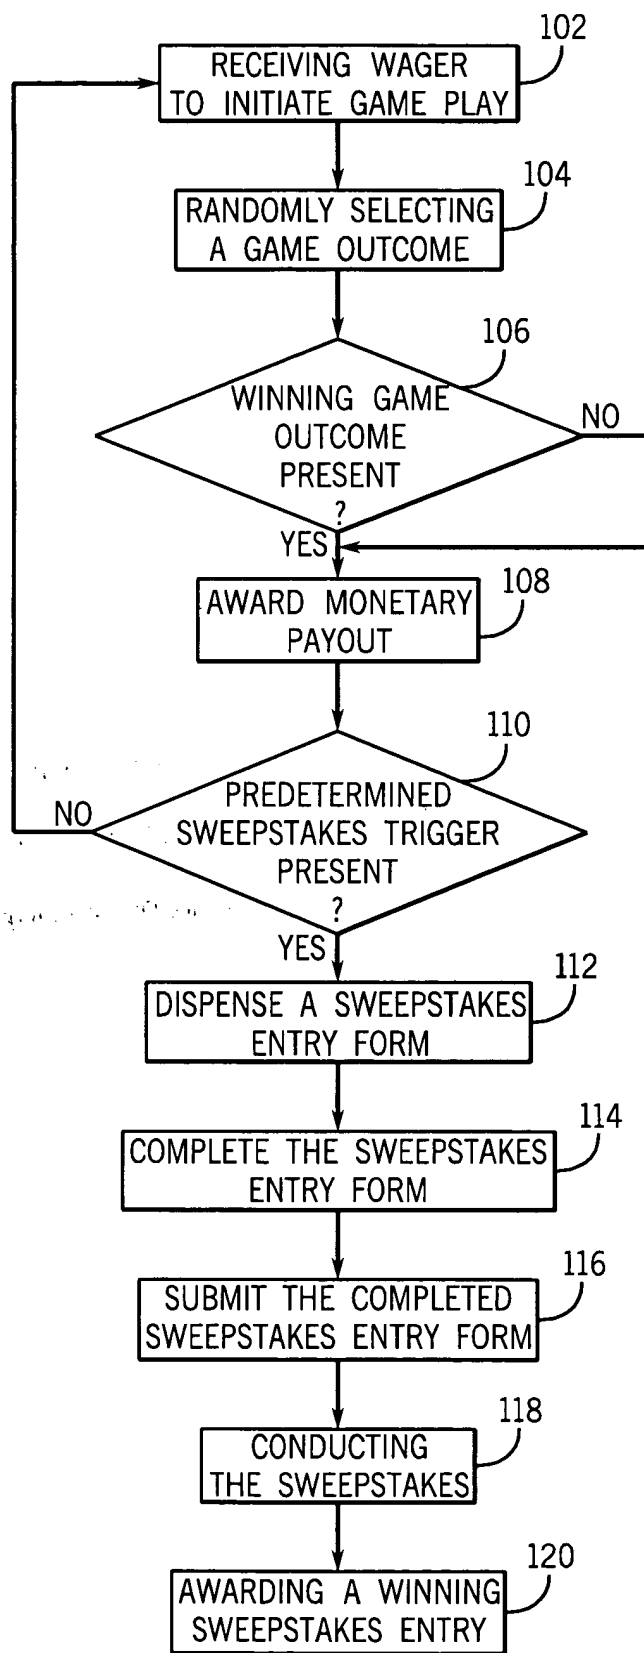 102
RECEIVING WAGER
TO INITIATE GAME PLAY
104
RANDOMLY SELECTING
A GAME OUTCOME
106
WINNING GAME
OUTCOME
PRESENT
?
NO
YES
108
AWARD MONETARY
PAYOUT
110
PREDETERMINED
SWEEPSTAKES TRIGGER
PRESENT
?
NO
YES
112
DISPENSE A SWEEPSTAKES
ENTRY FORM
114
COMPLETE THE SWEEPSTAKES
ENTRY FORM
116
SUBMIT THE COMPLETED
SWEEPSTAKES ENTRY FORM
118
CONDUCTING
THE SWEEPSTAKES
120
AWARDING A WINNING
SWEEPSTAKES ENTRY